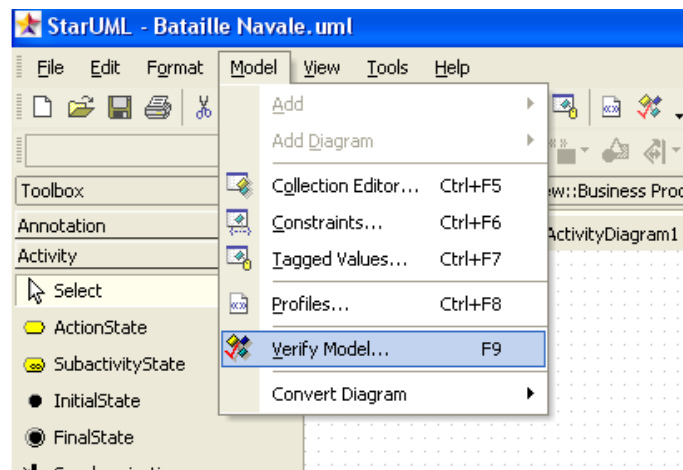 StarUML - Bataille Navale.uml
File Edit Format Model View Tools Help
Add
Add Diagram
Collection Editor... Ctrl+F5
Constraints... Ctrl+F6
Tagged Values... Ctrl+F7
Profiles... Ctrl+F8
Verify Model... F9
Convert Diagram
Toolbox
Annotation
Activity
Select
ActionState
SubactivityState
InitialState
FinalState
ew::Business Proc
ActivityDiagram1